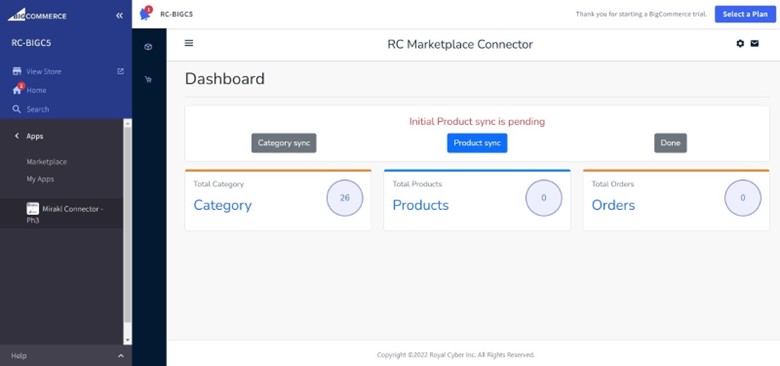 BIGCOMMERCE
«
1
RC-BIGC5
Thank you for starting a BigCommerce trial.
Select a Plan
RC-BIGC5
View Store
1
Home
Search
Apps
Marketplace
My Apps
Mirakl Connector -
Ph3
Help
RC Marketplace Connector
Dashboard
Initial Product sync is pending
Category sync
Product sync
Done
Total Category
Category
26
Total Products
Products
0
Total Orders
Orders
0
Copyright ©2022 Royal Cyber Inc. All Rights Reserved.